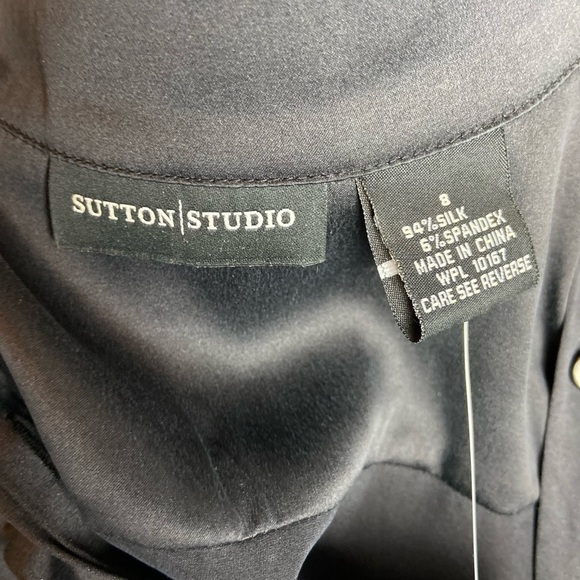 SUTTON|STUDIO
8
94%SILK
6%SPANDEX
MADE IN CHINA
WPL 10167
CARE SEE REVERSE